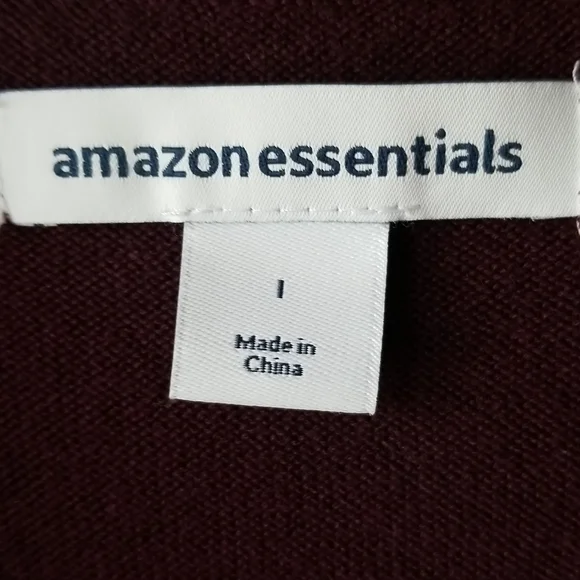 amazon essentials
l
Made in
China